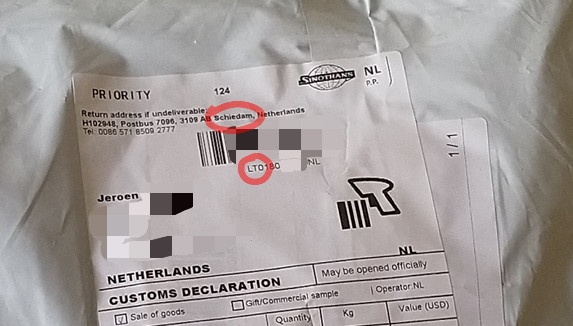 SINOTRANS
NL
P.P.
PRIORITY 124
Return address if undeliverable:
H102948, Postbus 7096, 3109 AB Schiedam, Netherlands
Tel: 0086 571 8509 2777
LT0180 NL
1/1
Jeroen
NL
NETHERLANDS
May be opened officially
CUSTOMS DECLARATION
Gift/Commercial sample
Operator:NL
Sale of goods
Quantity
Kg
Value (USD)